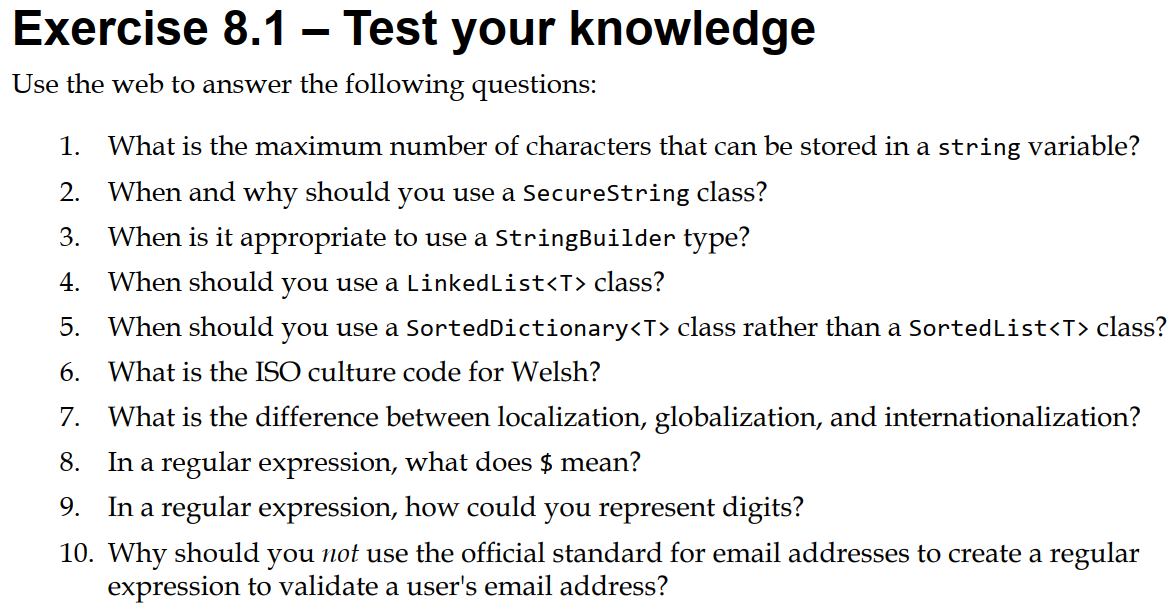 Exercise 8.1 – Test your knowledge
Use the web to answer the following questions:
1. What is the maximum number of characters that can be stored in a string variable?
2. When and why should you use a SecureString class?
3. When is it appropriate to use a StringBuilder type?
4. When should you use a LinkedList<T> class?
5. When should you use a SortedDictionary<T> class rather than a SortedList<T> class?
6. What is the ISO culture code for Welsh?
7. What is the difference between localization, globalization, and internationalization?
8. In a regular expression, what does $ mean?
9. In a regular expression, how could you represent digits?
10. Why should you not use the official standard for email addresses to create a regular
expression to validate a user's email address?